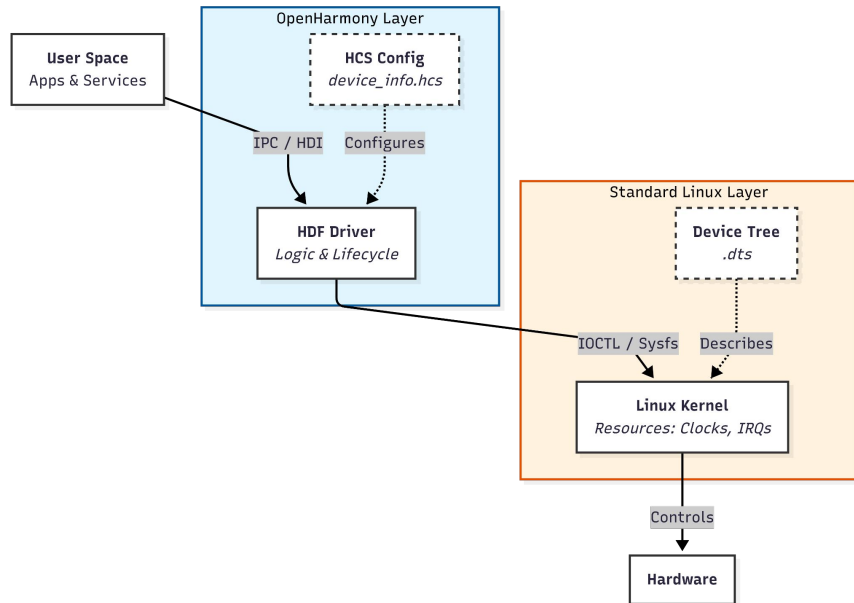 OpenHarmony Layer
User Space
Apps & Services
HCS Config
device_info.hcs
IPC / HDI
Configures
HDF Driver
Logic & Lifecycle
Standard Linux Layer
Device Tree
.dts
IOCTL / Sysfs
Describes
Linux Kernel
Resources: Clocks, IRQs
Controls
Hardware